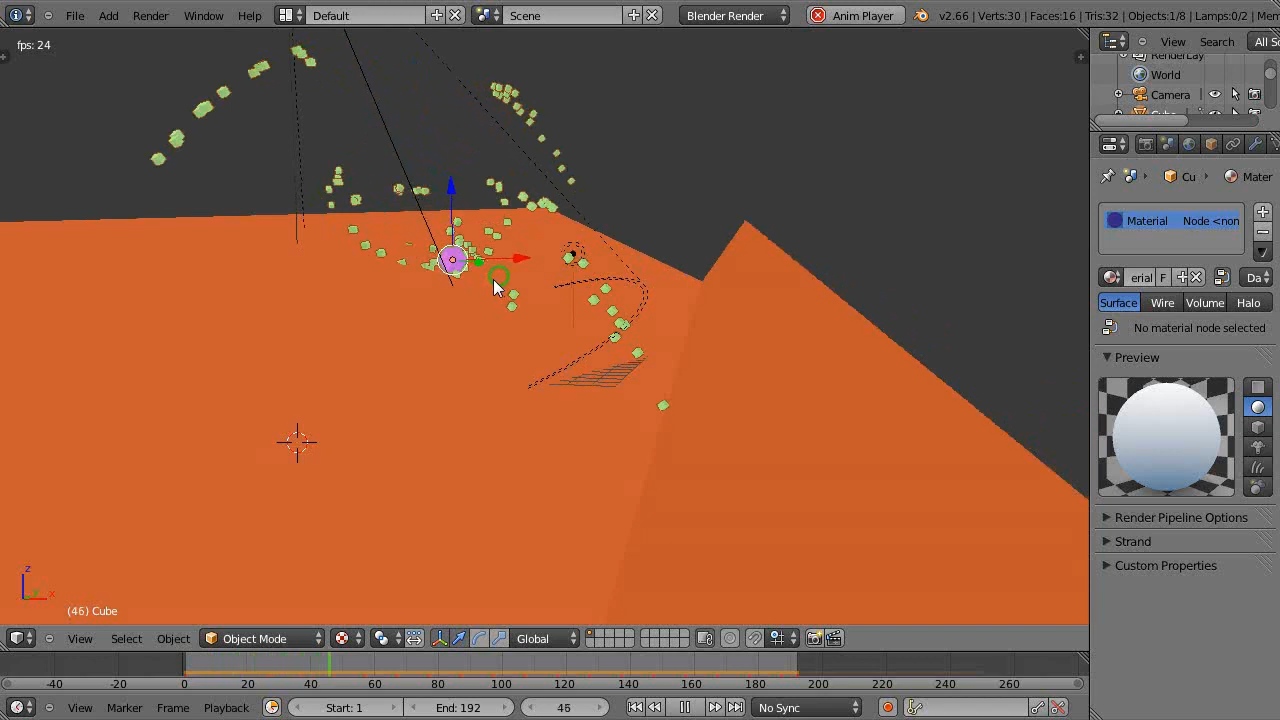 File Add Render Window Help Default Scene Blender Render Anim Player v2.66 | Verts:30 | Faces:16 | Tris:32 | Objects:1/8 | Lamps:0/2 | Mem
fps: 24
View Search All Sc
RenderLay
World
Camera
Cube
Cu Mater
Material Node <non
erial F Da
Surface Wire Volume Halo
No material node selected
Preview
Render Pipeline Options
Strand
Custom Properties
z
x
(46) Cube
View Select Object Object Mode Global
-40 -20 0 20 40 60 80 100 120 140 160 180 200 220 240 260
View Marker Frame Playback Start: 1 End: 192 46 No Sync